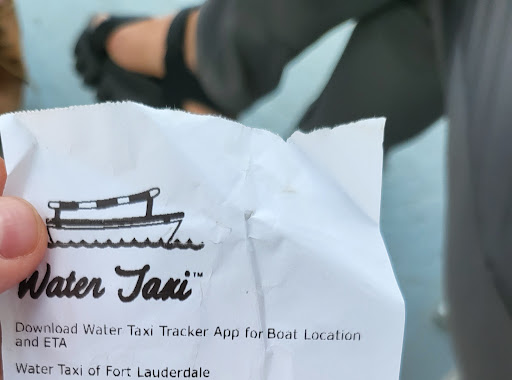 Water Taxi™
Download Water Taxi Tracker App for Boat Location
and ETA
Water Taxi of Fort Lauderdale